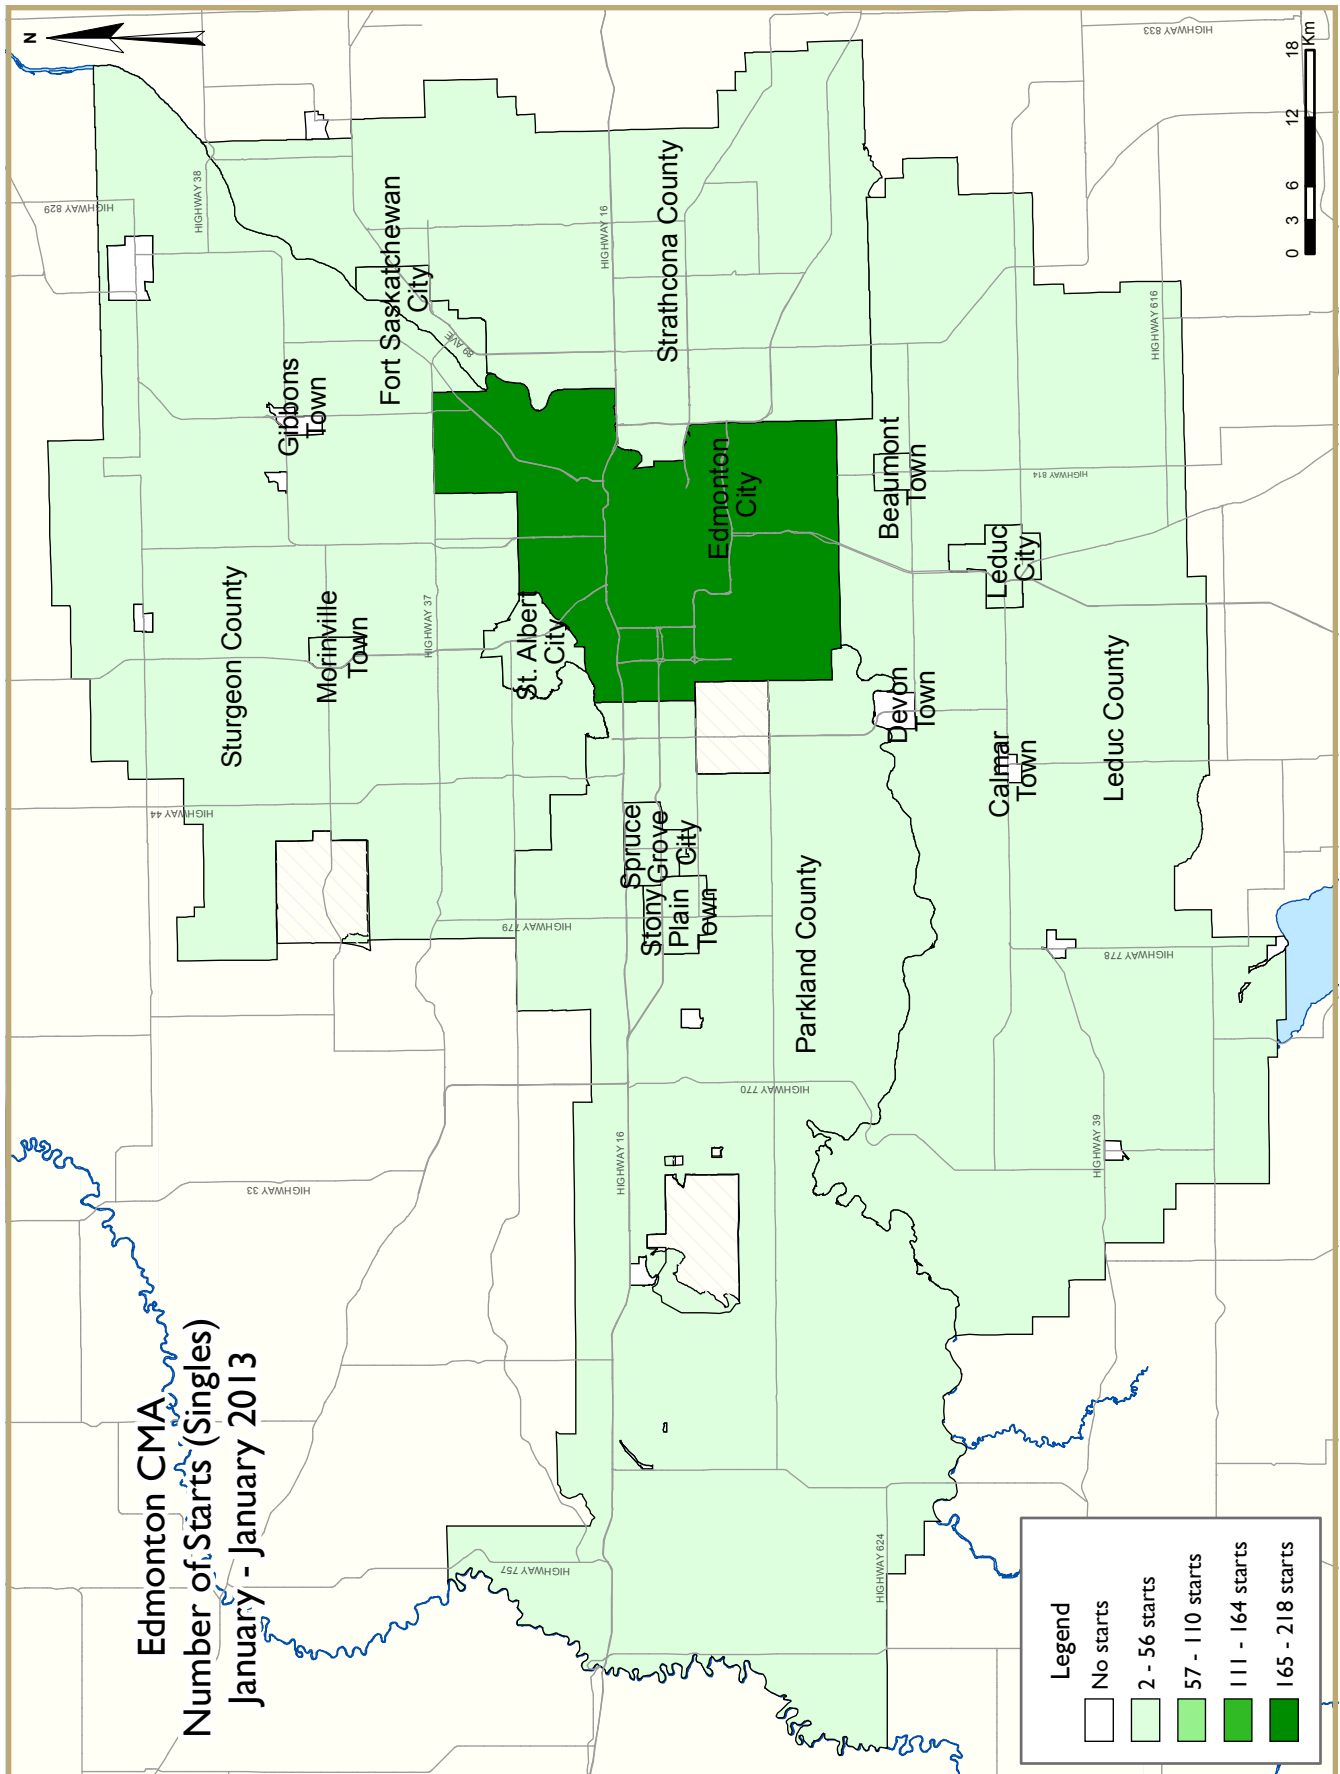 Edmonton CMA
Number of Starts (Singles)
January - January 2013
N
HIGHWAY 829
HIGHWAY 38
HIGHWAY 833
HIGHWAY 16
Fort Saskatchewan
City
Strathcona County
89 AVE
Gibbons
Town
HIGHWAY 616
Sturgeon County
Morinville
Town
HIGHWAY 37
St. Albert
City
Edmonton
City
Beaumont
Town
HIGHWAY 814
Leduc
City
HIGHWAY 44
Devon
Town
Calmar
Town
Leduc County
Spruce
Grove
City
Stony
Plain
Town
HIGHWAY 779
Parkland County
HIGHWAY 778
HIGHWAY 770
HIGHWAY 33
HIGHWAY 16
HIGHWAY 39
HIGHWAY 757
HIGHWAY 624
0 3 6 12 18
Km
Legend
No starts
2 - 56 starts
57 - 110 starts
111 - 164 starts
165 - 218 starts